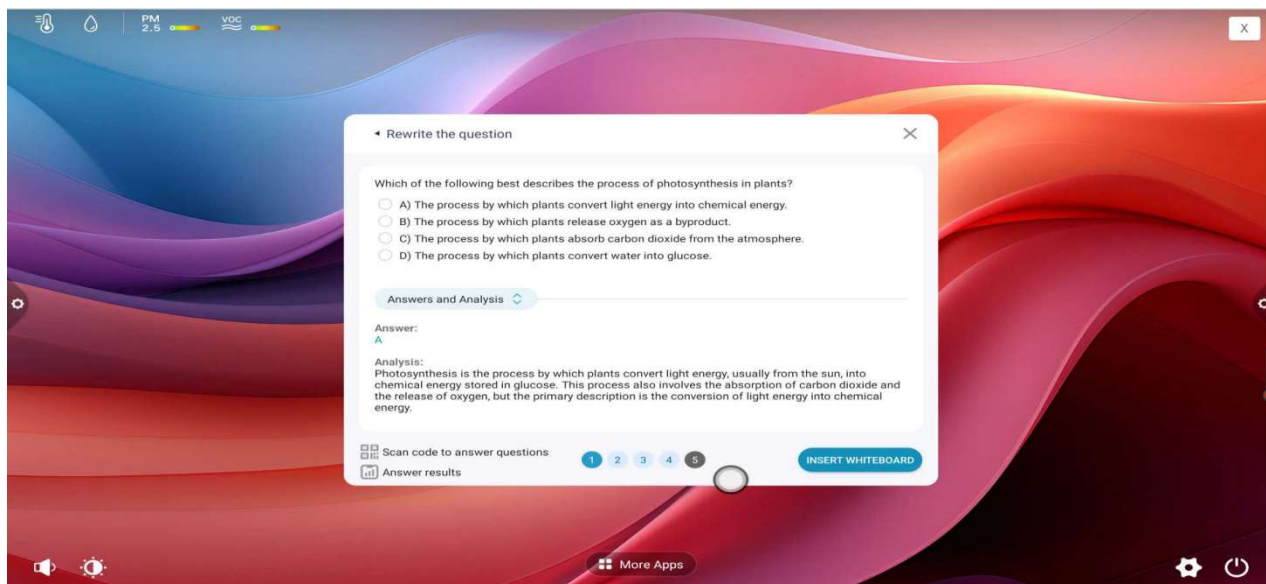 PM
2.5
VOC
X
Rewrite the question
Which of the following best describes the process of photosynthesis in plants?
A) The process by which plants convert light energy into chemical energy.
B) The process by which plants release oxygen as a byproduct.
C) The process by which plants absorb carbon dioxide from the atmosphere.
D) The process by which plants convert water into glucose.
Answers and Analysis
Answer:
A
Analysis:
Photosynthesis is the process by which plants convert light energy, usually from the sun, into
chemical energy stored in glucose. This process also involves the absorption of carbon dioxide and
the release of oxygen, but the primary description is the conversion of light energy into chemical
energy.
Scan code to answer questions
1 2 3 4 5
INSERT WHITEBOARD
Answer results
More Apps